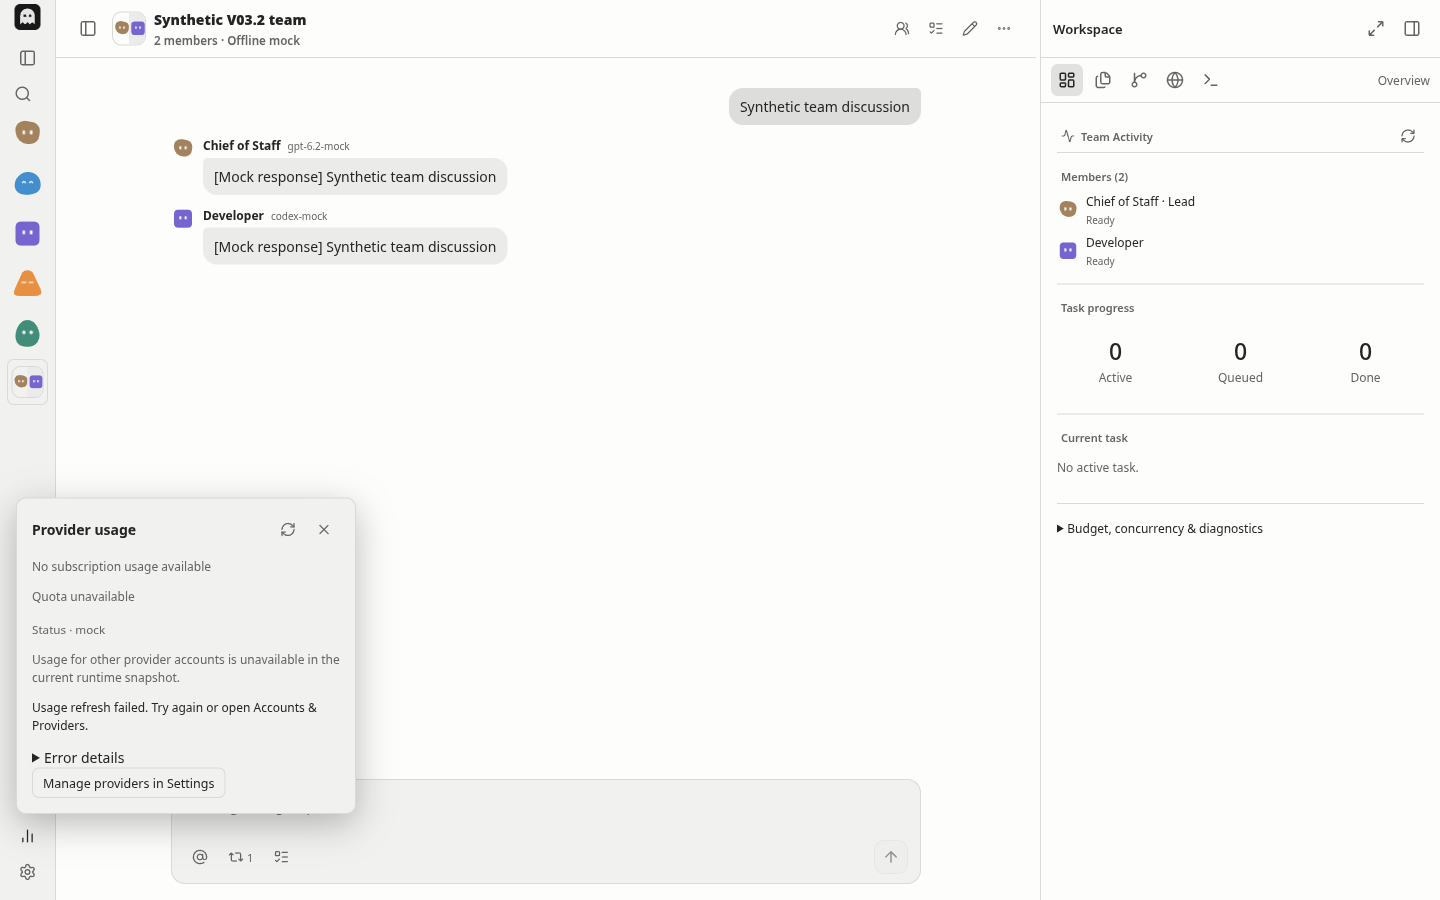 Synthetic V03.2 team
2 members · Offline mock
Synthetic team discussion
Chief of Staff gpt-6.2-mock
[Mock response] Synthetic team discussion
Developer codex-mock
[Mock response] Synthetic team discussion
Provider usage
No subscription usage available
Quota unavailable
Status · mock
Usage for other provider accounts is unavailable in the
current runtime snapshot.
Usage refresh failed. Try again or open Accounts &
Providers.
Error details
Manage providers in Settings
1
Workspace
Overview
Team Activity
Members (2)
Chief of Staff · Lead
Ready
Developer
Ready
Task progress
0 0 0
Active Queued Done
Current task
No active task.
Budget, concurrency & diagnostics